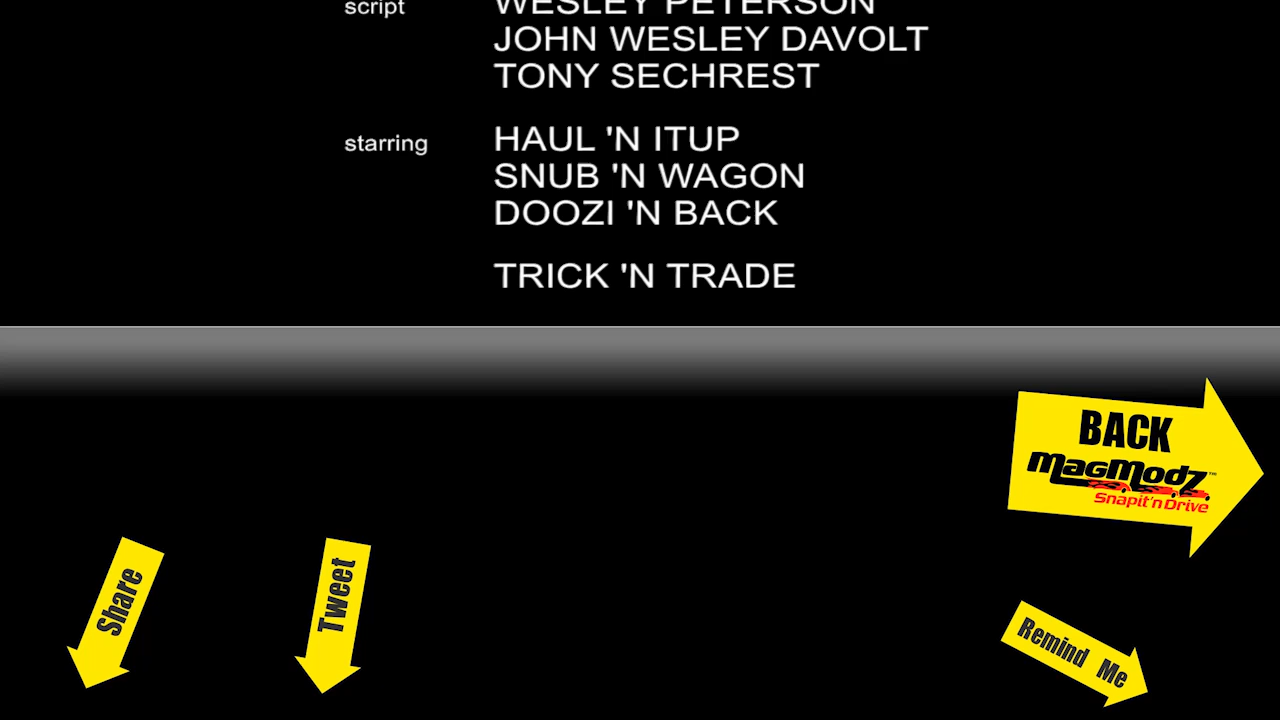 script WESLEY PETERSON
JOHN WESLEY DAVOLT
TONY SECHREST
starring HAUL 'N ITUP
SNUB 'N WAGON
DOOZI 'N BACK
TRICK 'N TRADE
BACK
MagModz™
Snapit'n Drive
Share
Tweet
Remind Me